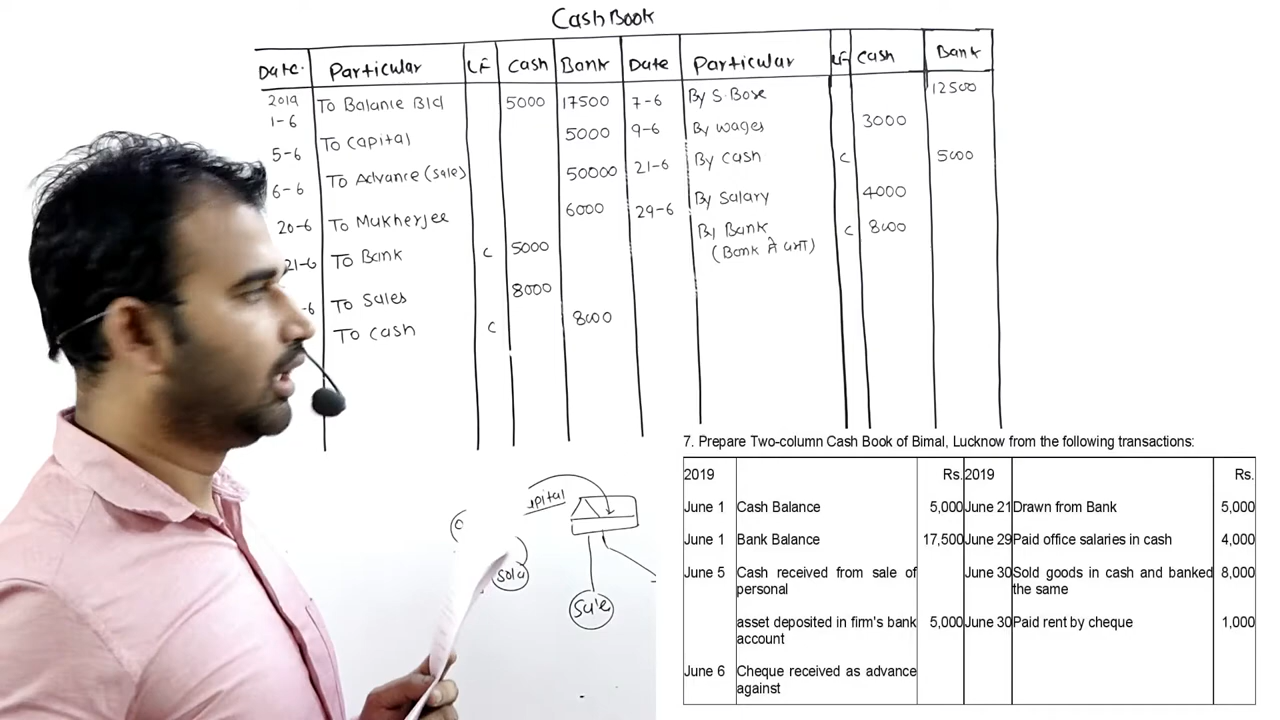 Cash Book
Date. Particular LF Cash Bank Date Particular LF Cash Bank
2019
1-6 To Balance Bld 5000 17500 7-6 By S. Bose 12500
5-6 To Capital 5000 9-6 By wages 3000
6-6 To Advance (sale) 50000 21-6 By Cash C 5000
20-6 To Mukherjee 6000 29-6 By Salary 4000
21-6 To Bank C 5000 By Bank C 8000
-6 To Sales 8000
To Cash C 8000
sold
sale
7. Prepare Two-column Cash Book of Bimal, Lucknow from the following transactions:
2019 Rs. 2019 Rs.
June 1 Cash Balance 5,000 June 21 Drawn from Bank 5,000
June 1 Bank Balance 17,500 June 29 Paid office salaries in cash 4,000
June 5 Cash received from sale of June 30 Sold goods in cash and banked 8,000
personal the same
asset deposited in firm's bank 5,000 June 30 Paid rent by cheque 1,000
account
June 6 Cheque received as advance
against